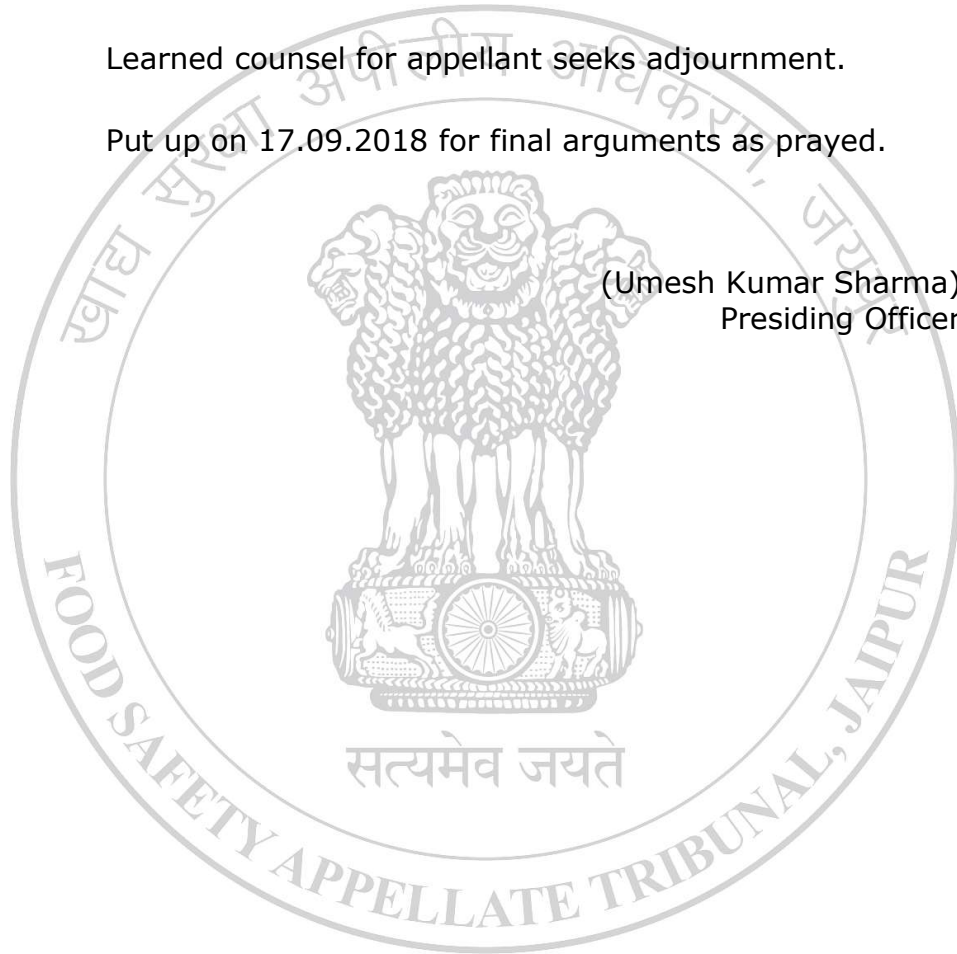 Learned counsel for appellant seeks adjournment.
Put up on 17.09.2018 for final arguments as prayed.
(Umesh Kumar Sharma)
Presiding Officer
खाद्य सुरक्षा अपीलीय अधिकरण, जयपुर
सत्यमेव जयते
FOOD SAFETY APPELLATE TRIBUNAL, JAIPUR